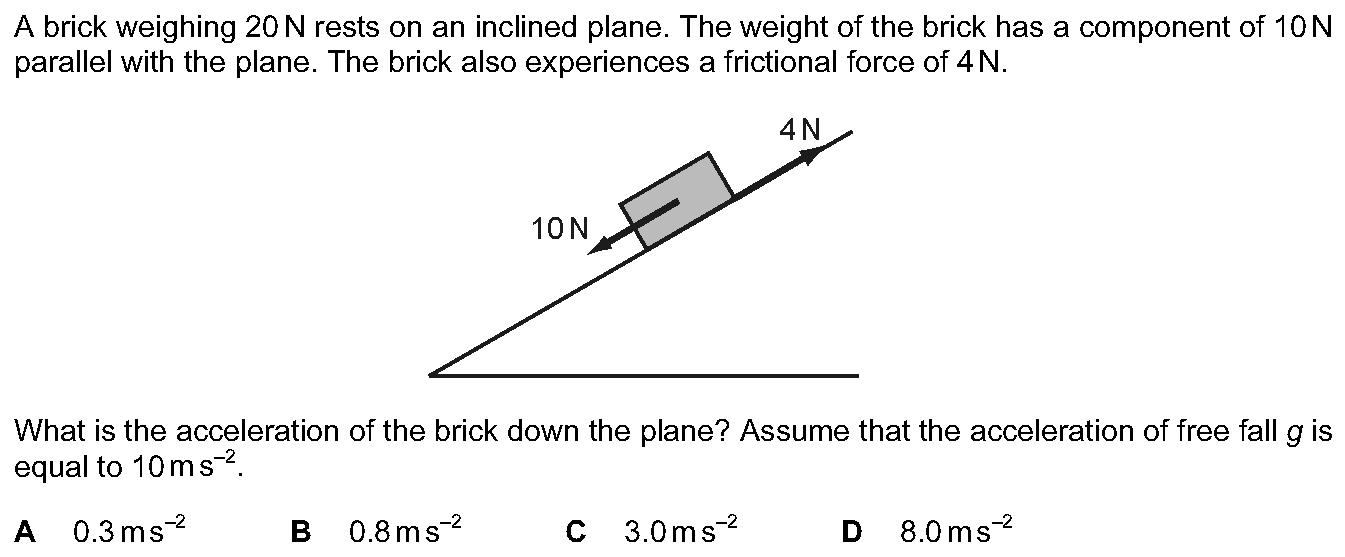 A brick weighing 20 N rests on an inclined plane. The weight of the brick has a component of 10 N
parallel with the plane. The brick also experiences a frictional force of 4 N.
4 N
10 N
What is the acceleration of the brick down the plane? Assume that the acceleration of free fall g is
equal to 10 m s⁻².
A 0.3 m s⁻² B 0.8 m s⁻² C 3.0 m s⁻² D 8.0 m s⁻²